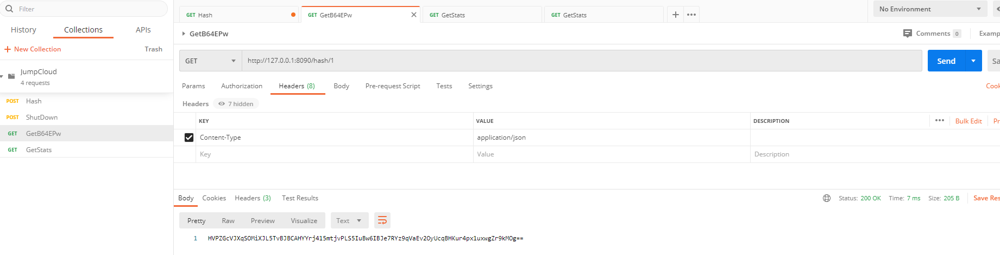 Filter
History Collections APIs
+ New Collection Trash
JumpCloud
4 requests
POST Hash
POST ShutDown
GET GetB64EPw
GET GetStats
GET Hash GET GetB64EPw GET GetStats GET GetStats No Environment
GetB64EPw Comments 0 Examp
GET http://127.0.0.1:8090/hash/1 Send Sa
Params Authorization Headers (8) Body Pre-request Script Tests Settings Cook
Headers 7 hidden
KEY VALUE DESCRIPTION Bulk Edit Pr
Content-Type application/json
Key Value Description
Body Cookies Headers (3) Test Results Status: 200 OK Time: 7 ms Size: 205 B Save Res
Pretty Raw Preview Visualize Text
1 HVPZGcVJXqSOMiXJL5TvBJBCAHYYrj415mtjvPLS5IuBw6IBJe7RYz9qVaEv2OyUcqBHKur4px1uxwgZr9kMOg==